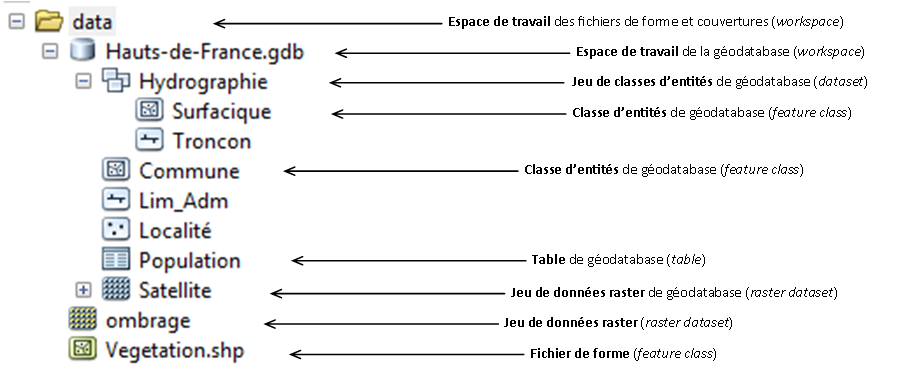 data Espace de travail des fichiers de forme et couvertures (workspace)
Hauts-de-France.gdb Espace de travail de la géodatabase (workspace)
Hydrographie Jeu de classes d'entités de géodatabase (dataset)
Surfacique Classe d'entités de géodatabase (feature class)
Troncon
Commune Classe d'entités de géodatabase (feature class)
Lim_Adm
Localité
Population Table de géodatabase (table)
Satellite Jeu de données raster de géodatabase (raster dataset)
ombrage Jeu de données raster (raster dataset)
Vegetation.shp Fichier de forme (feature class)